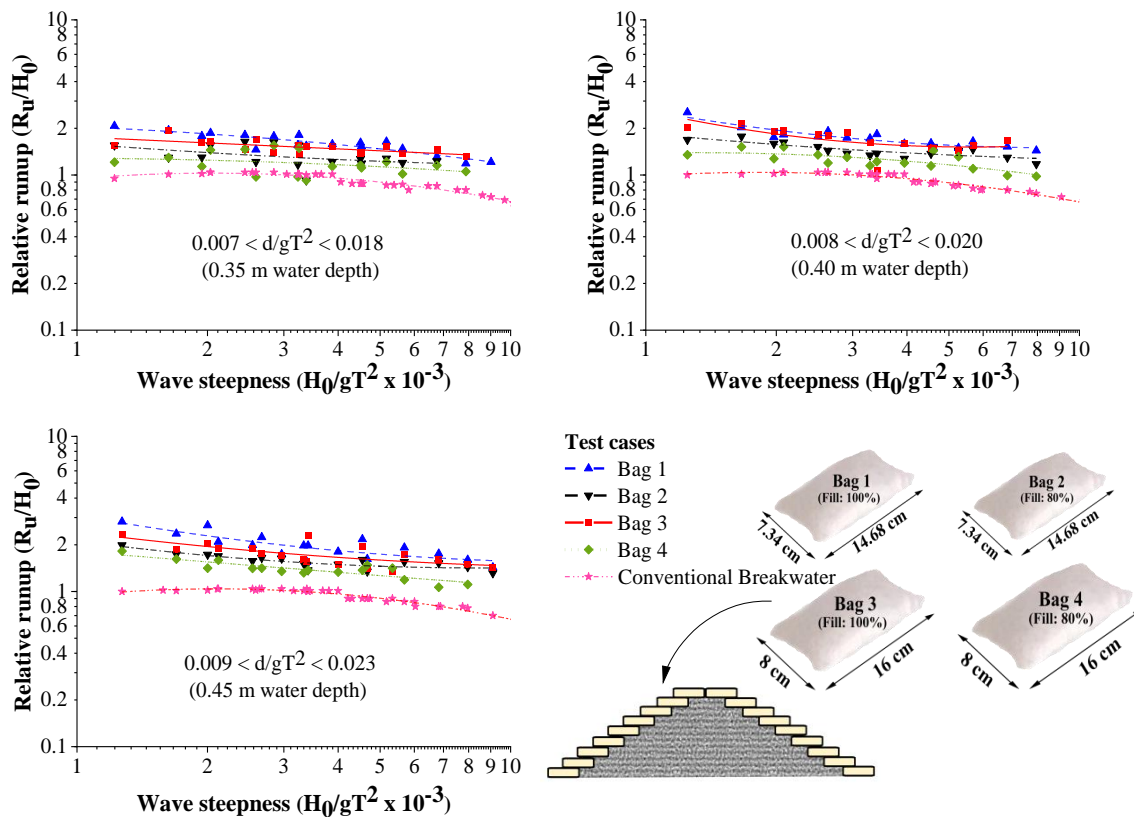 10
8
6
4
2
1
0.8
0.6
0.4
0.2
0.1
Relative runup (Ru/H0)
0.007 < d/gT2 < 0.018
(0.35 m water depth)
1 2 3 4 5 6 7 8 9 10
Wave steepness (H0/gT2 x 10-3)
10
8
6
4
2
1
0.8
0.6
0.4
0.2
0.1
Relative runup (Ru/H0)
0.008 < d/gT2 < 0.020
(0.40 m water depth)
1 2 3 4 5 6 7 8 9 10
Wave steepness (H0/gT2 x 10-3)
10
8
6
4
2
1
0.8
0.6
0.4
0.2
0.1
Relative runup (Ru/H0)
0.009 < d/gT2 < 0.023
(0.45 m water depth)
1 2 3 4 5 6 7 8 9 10
Wave steepness (H0/gT2 x 10-3)
Test cases
Bag 1
Bag 2
Bag 3
Bag 4
Conventional Breakwater
Bag 1
(Fill: 100%)
7.34 cm
14.68 cm
Bag 2
(Fill: 80%)
7.34 cm
14.68 cm
Bag 3
(Fill: 100%)
8 cm
16 cm
Bag 4
(Fill: 80%)
8 cm
16 cm